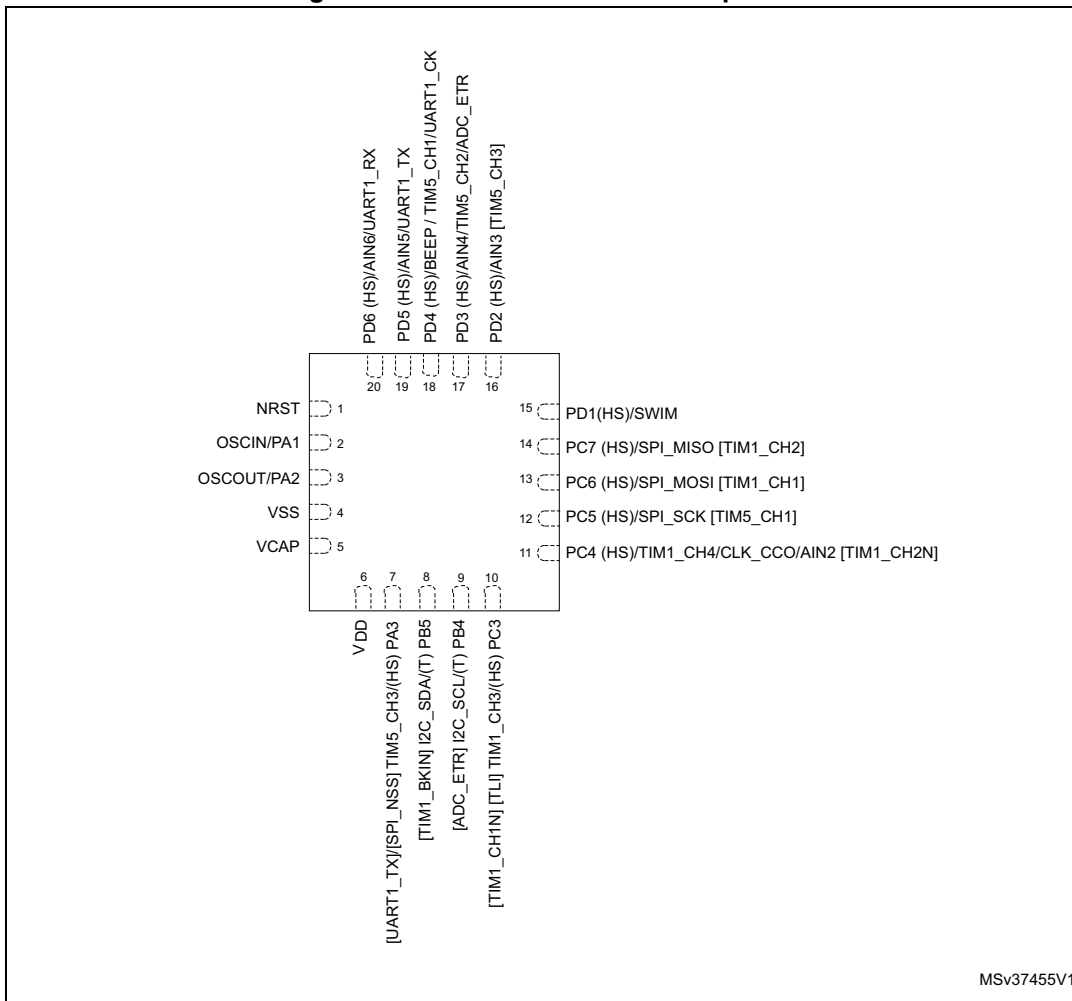 PD6 (HS)/AIN6/UART1_RX
PD5 (HS)/AIN5/UART1_TX
PD4 (HS)/BEEP / TIM5_CH1/UART1_CK
PD3 (HS)/AIN4/TIM5_CH2/ADC_ETR
PD2 (HS)/AIN3 [TIM5_CH3]
20 19 18 17 16
NRST 1
OSCIN/PA1 2
OSCOUT/PA2 3
VSS 4
VCAP 5
15 PD1(HS)/SWIM
14 PC7 (HS)/SPI_MISO [TIM1_CH2]
13 PC6 (HS)/SPI_MOSI [TIM1_CH1]
12 PC5 (HS)/SPI_SCK [TIM5_CH1]
11 PC4 (HS)/TIM1_CH4/CLK_CCO/AIN2 [TIM1_CH2N]
6 7 8 9 10
VDD
[UART1_TX]/[SPI_NSS] TIM5_CH3/(HS) PA3
[TIM1_BKIN] I2C_SDA/(T) PB5
[ADC_ETR] I2C_SCL/(T) PB4
[TIM1_CH1N] [TLI] TIM1_CH3/(HS) PC3
MSv37455V1